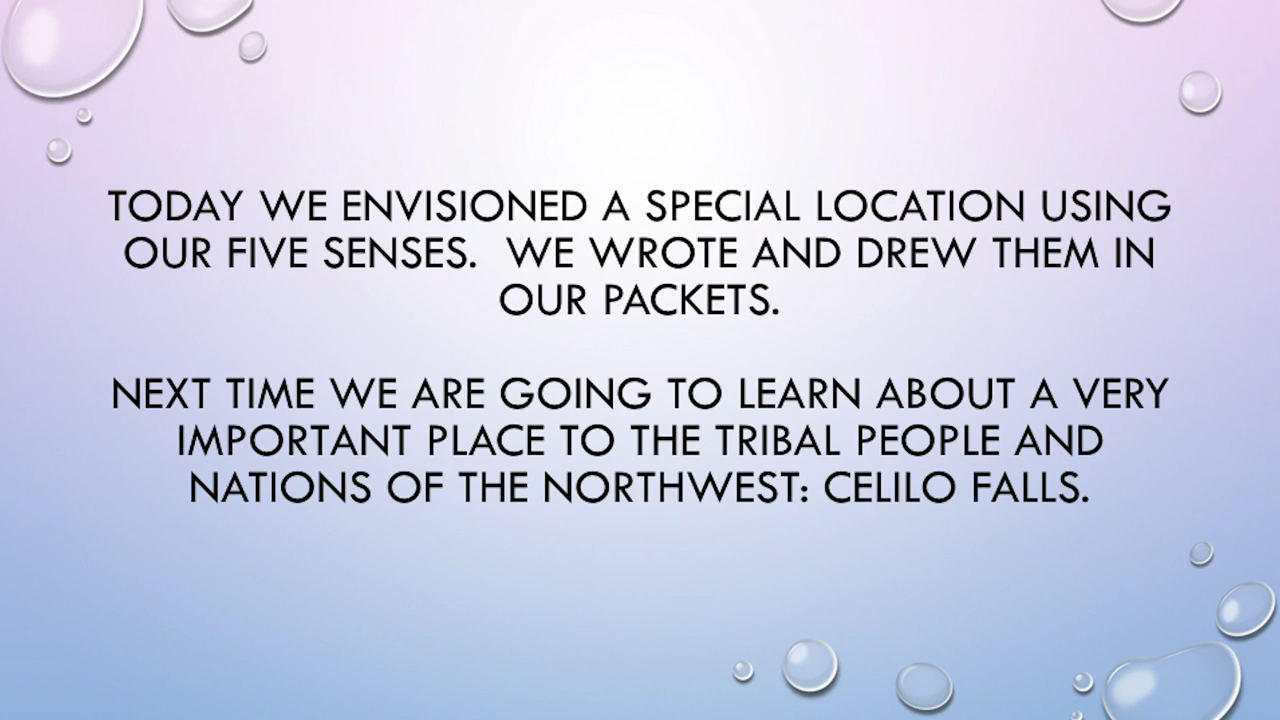 TODAY WE ENVISIONED A SPECIAL LOCATION USING
OUR FIVE SENSES.  WE WROTE AND DREW THEM IN
OUR PACKETS.
NEXT TIME WE ARE GOING TO LEARN ABOUT A VERY
IMPORTANT PLACE TO THE TRIBAL PEOPLE AND
NATIONS OF THE NORTHWEST: CELILO FALLS.